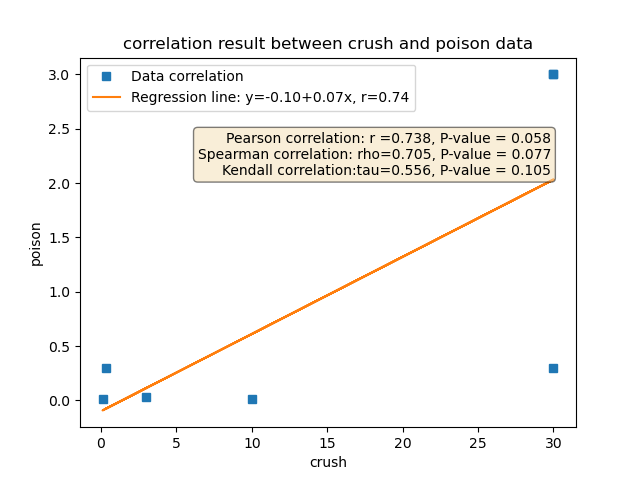 correlation result between crush and poison data
Data correlation
Regression line: y=-0.10+0.07x, r=0.74
Pearson correlation: r =0.738, P-value = 0.058
Spearman correlation: rho=0.705, P-value = 0.077
Kendall correlation:tau=0.556, P-value = 0.105
3.0
2.5
2.0
1.5
1.0
0.5
0.0
poison
0 5 10 15 20 25 30
crush